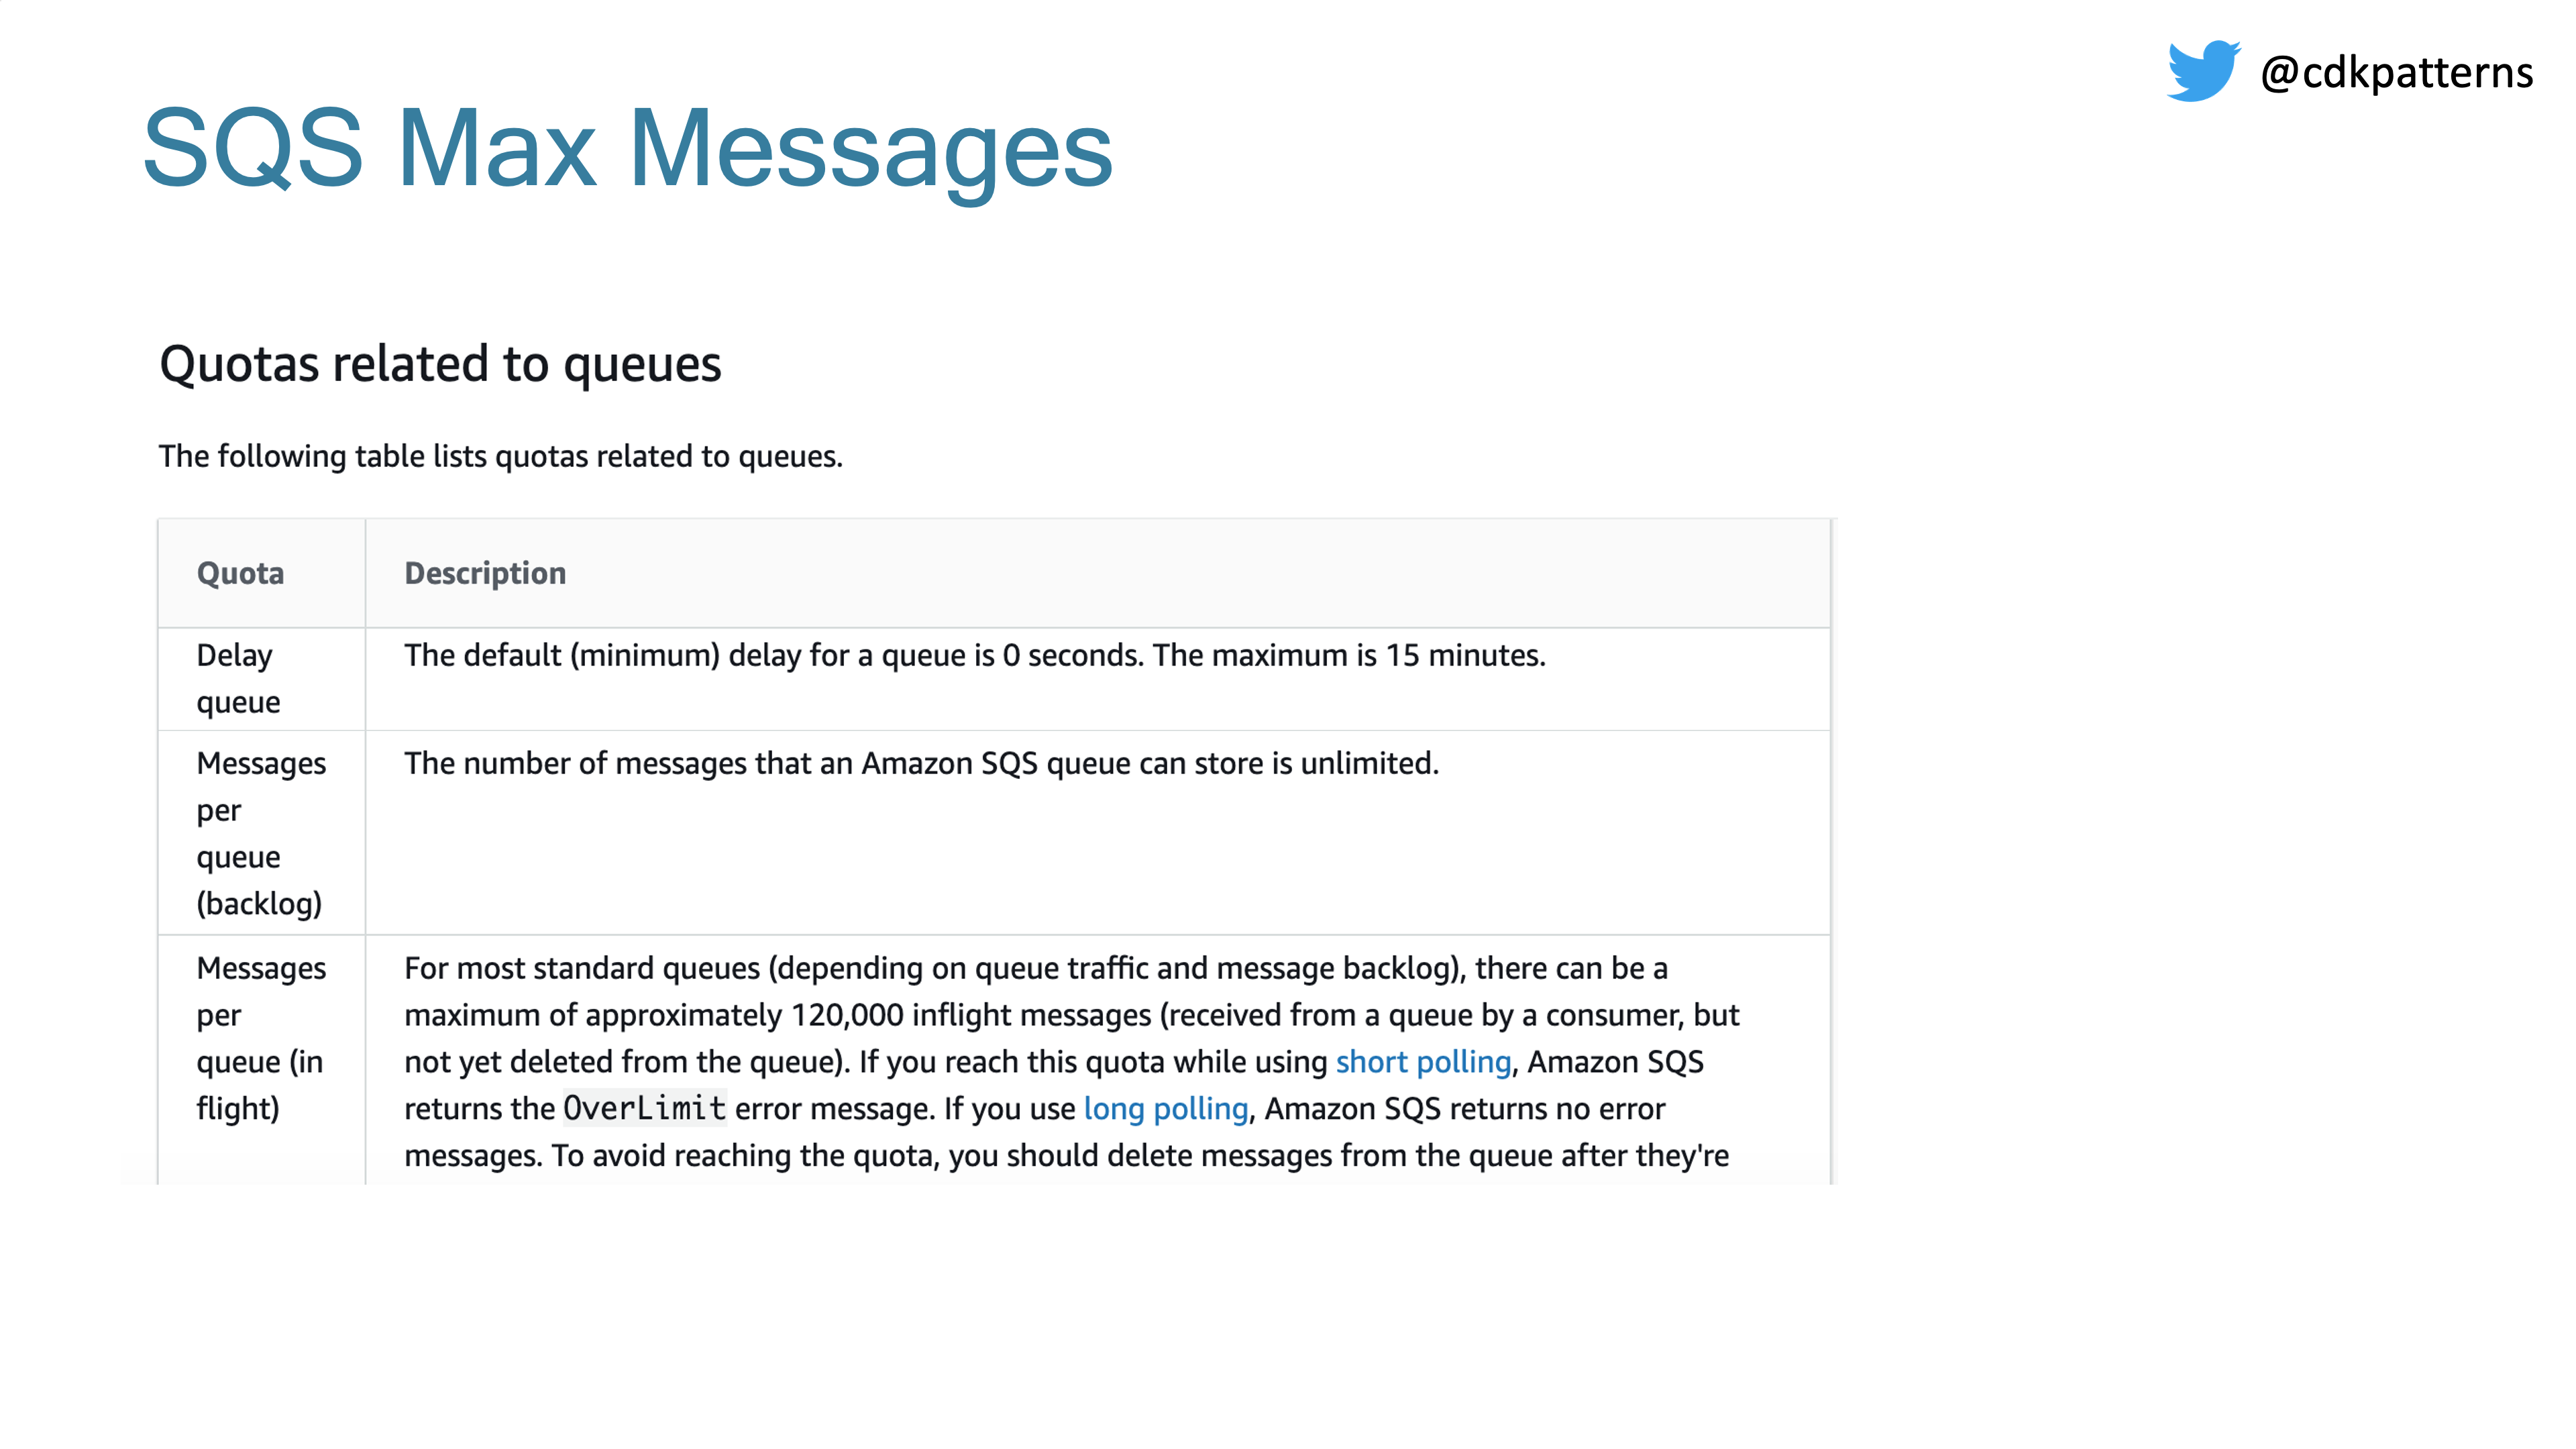 @cdkpatterns
SQS Max Messages
Quotas related to queues
The following table lists quotas related to queues.
Quota
Description
Delay
queue
The default (minimum) delay for a queue is 0 seconds. The maximum is 15 minutes.
Messages
per
queue
(backlog)
The number of messages that an Amazon SQS queue can store is unlimited.
Messages
per
queue (in
flight)
For most standard queues (depending on queue traffic and message backlog), there can be a
maximum of approximately 120,000 inflight messages (received from a queue by a consumer, but
not yet deleted from the queue). If you reach this quota while using short polling, Amazon SQS
returns the OverLimit error message. If you use long polling, Amazon SQS returns no error
messages. To avoid reaching the quota, you should delete messages from the queue after they're